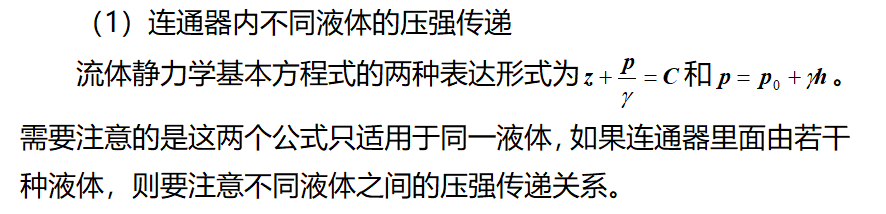 （1）连通器内不同液体的压强传递
流体静力学基本方程式的两种表达形式为 z + p/γ = C 和 p = p₀ + γh 。
需要注意的是这两个公式只适用于同一液体，如果连通器里面由若干
种液体，则要注意不同液体之间的压强传递关系。